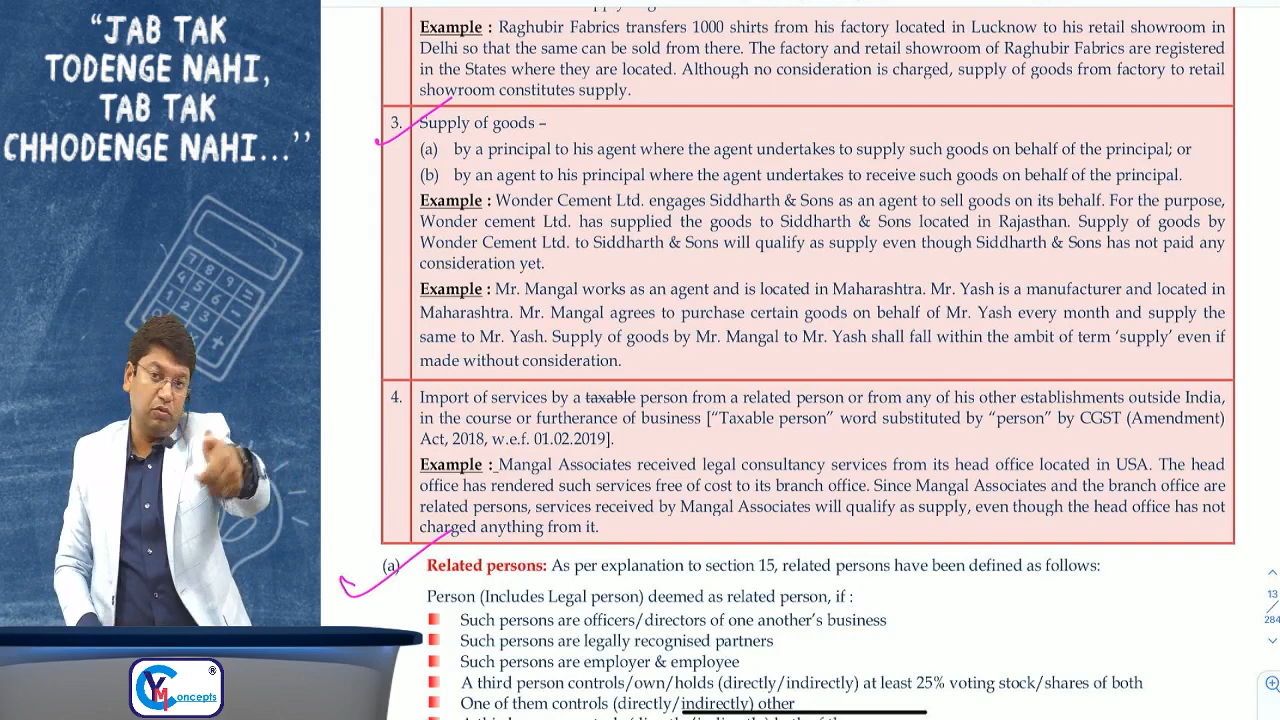 “JAB TAK
TODENGE NAHI,
TAB TAK
CHHODENGE NAHI...’’
Example : Raghubir Fabrics transfers 1000 shirts from his factory located in Lucknow to his retail showroom in
Delhi so that the same can be sold from there. The factory and retail showroom of Raghubir Fabrics are registered
in the States where they are located. Although no consideration is charged, supply of goods from factory to retail
showroom constitutes supply.
3. Supply of goods –
(a) by a principal to his agent where the agent undertakes to supply such goods on behalf of the principal; or
(b) by an agent to his principal where the agent undertakes to receive such goods on behalf of the principal.
Example : Wonder Cement Ltd. engages Siddharth & Sons as an agent to sell goods on its behalf. For the purpose,
Wonder cement Ltd. has supplied the goods to Siddharth & Sons located in Rajasthan. Supply of goods by
Wonder Cement Ltd. to Siddharth & Sons will qualify as supply even though Siddharth & Sons has not paid any
consideration yet.
Example : Mr. Mangal works as an agent and is located in Maharashtra. Mr. Yash is a manufacturer and located in
Maharashtra. Mr. Mangal agrees to purchase certain goods on behalf of Mr. Yash every month and supply the
same to Mr. Yash. Supply of goods by Mr. Mangal to Mr. Yash shall fall within the ambit of term ‘supply’ even if
made without consideration.
4. Import of services by a taxable person from a related person or from any of his other establishments outside India,
in the course or furtherance of business [“Taxable person” word substituted by “person” by CGST (Amendment)
Act, 2018, w.e.f. 01.02.2019].
Example : Mangal Associates received legal consultancy services from its head office located in USA. The head
office has rendered such services free of cost to its branch office. Since Mangal Associates and the branch office are
related persons, services received by Mangal Associates will qualify as supply, even though the head office has not
charged anything from it.
(a) Related persons: As per explanation to section 15, related persons have been defined as follows:
Person (Includes Legal person) deemed as related person, if :
Such persons are officers/directors of one another’s business
Such persons are legally recognised partners
Such persons are employer & employee
A third person controls/own/holds (directly/indirectly) at least 25% voting stock/shares of both
One of them controls (directly/indirectly) other
13
284
YM Concepts ®